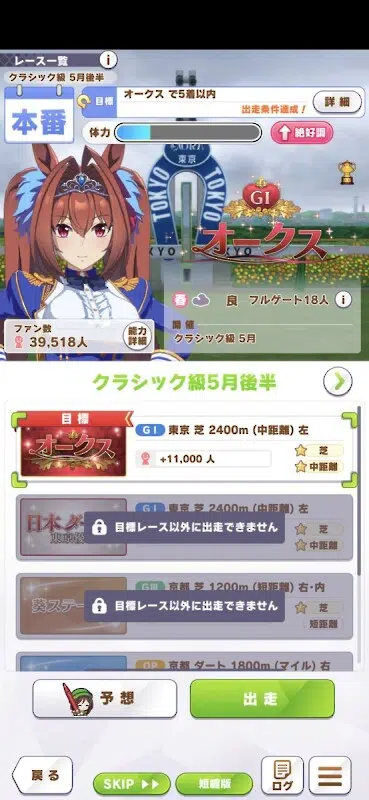 レース一覧
i
クラシック級 5月後半
本番
目標
オークス で5着以内
出走条件達成!
詳細
体力
絶好調
東京
TOKYO
TOKYO
GI
オークス
春
良 フルゲート18人
i
開催
クラシック級 5月
ファン数
39,518人
能力
詳細
クラシック級5月後半
目標
オークス
GI 東京 芝 2400m (中距離) 左
+11,000 人
芝
中距離
日本ダ
東京
GI 東京 芝 2400m (中距離) 左
目標レース以外に出走できません
芝
中距離
葵ステー
GIII 京都 芝 1200m (短距離) 右・内
目標レース以外に出走できません
芝
短距離
OP 京都 ダート 1800m (マイル) 右
予想
出走
戻る
SKIP
短縮版
ログ